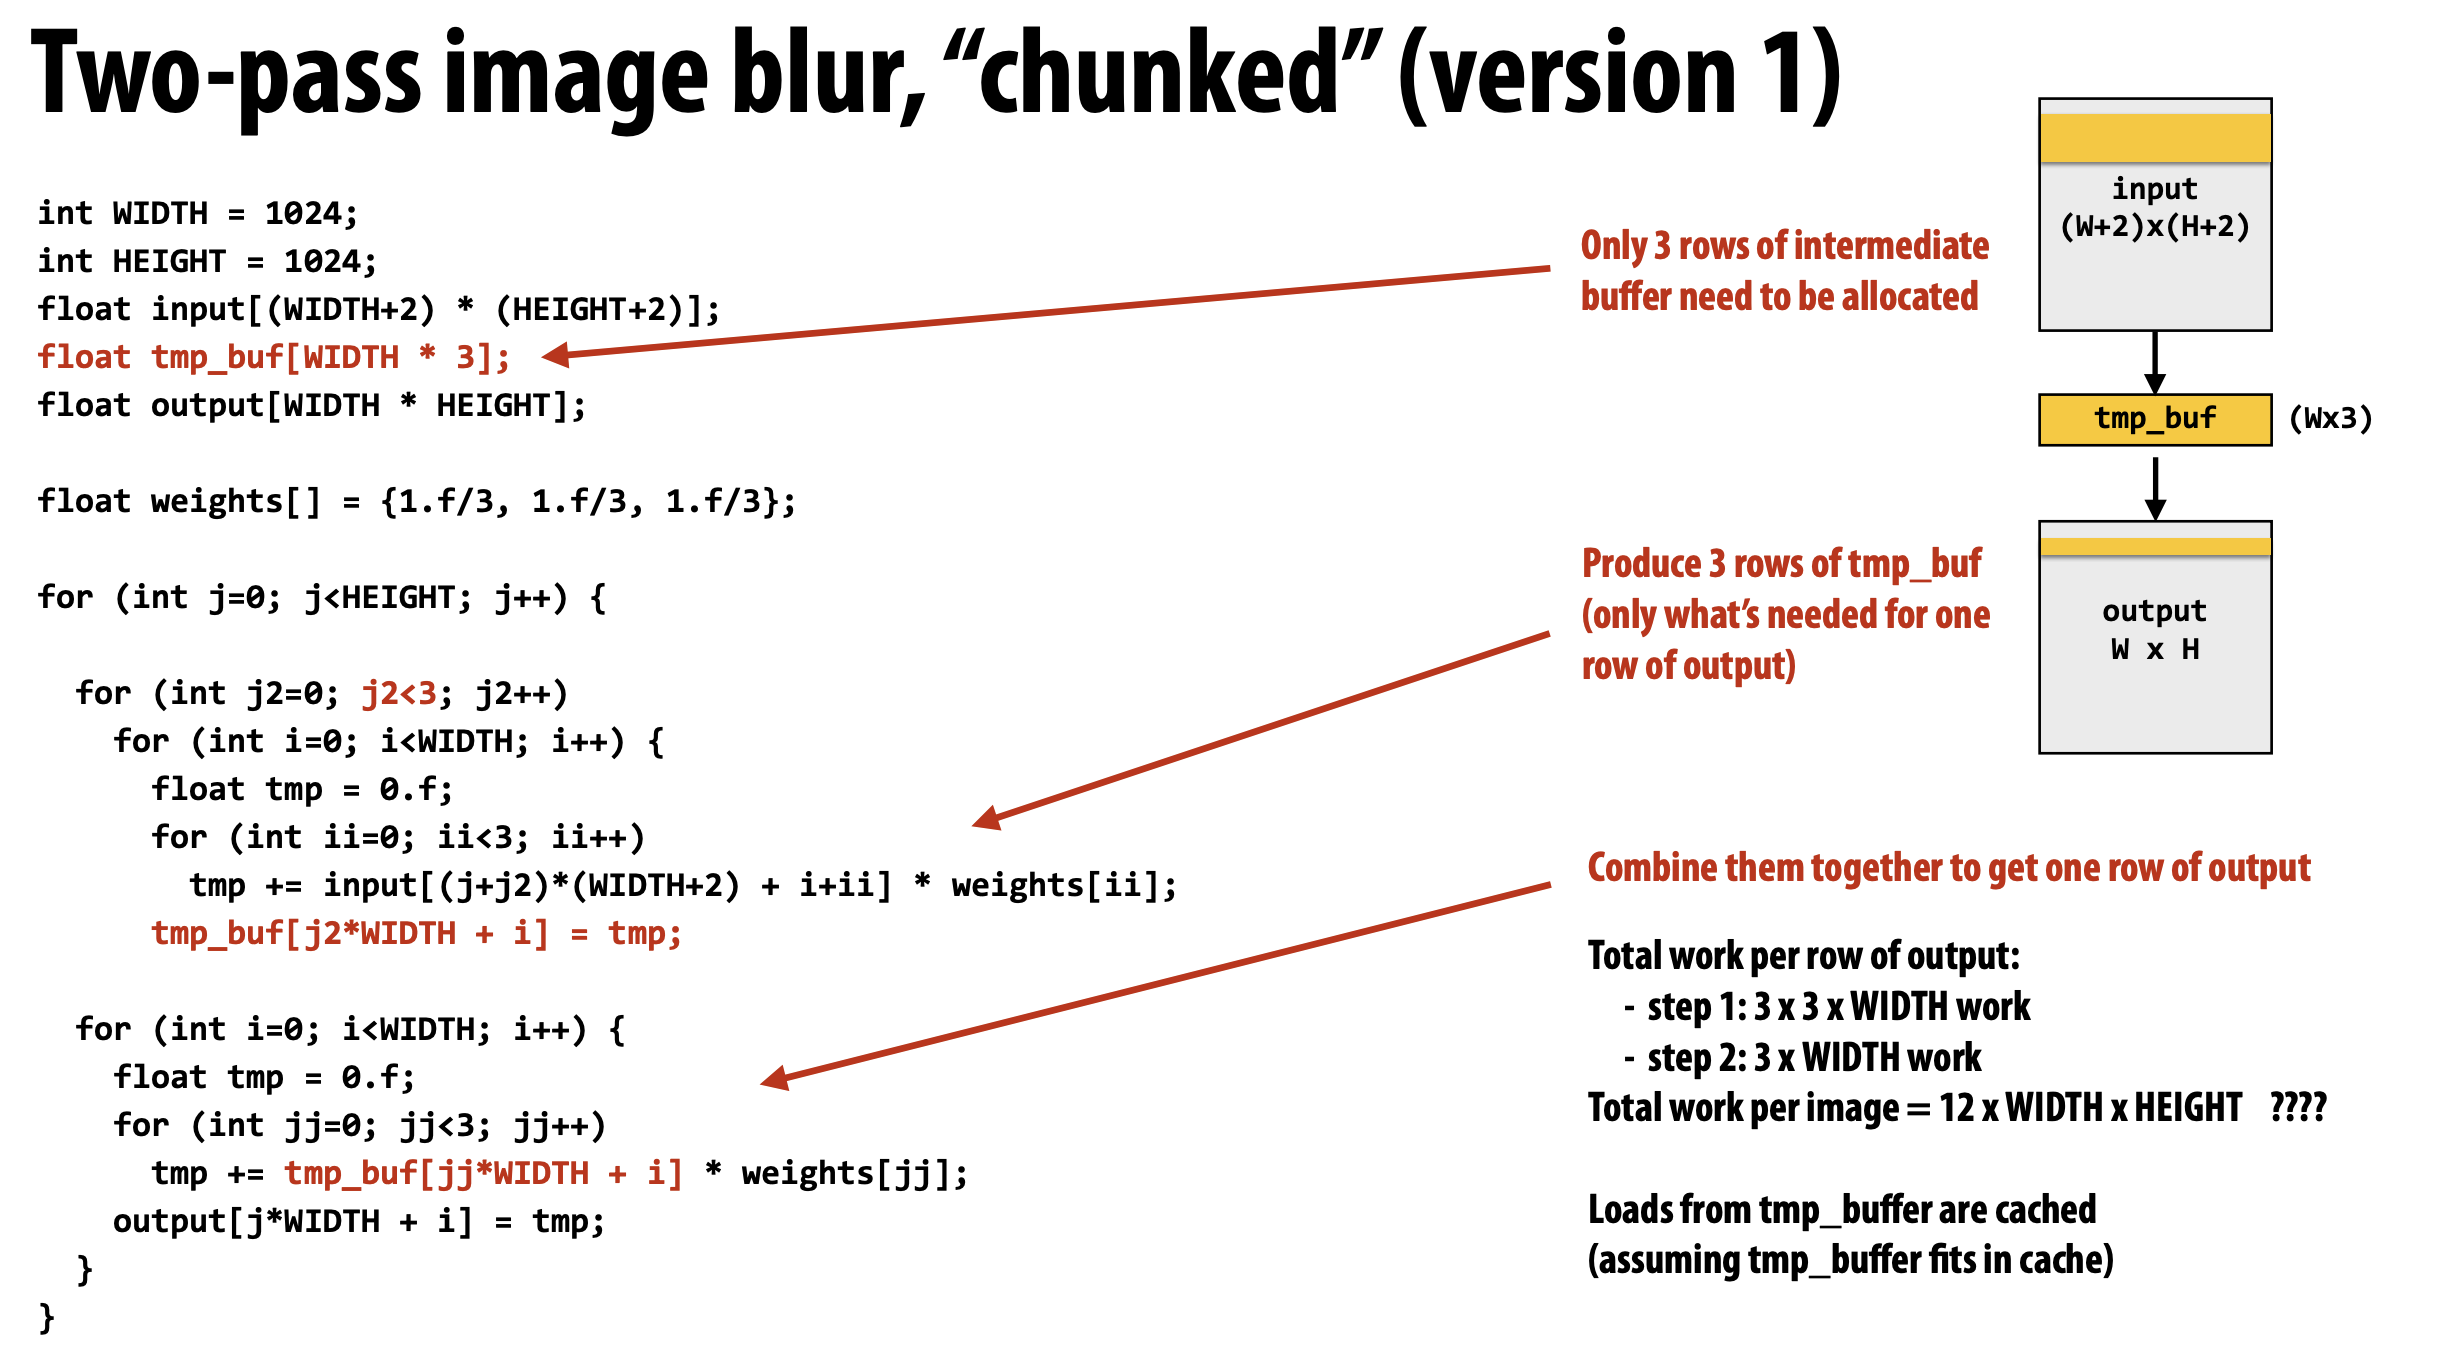 Two-pass image blur, “chunked” (version 1)
int WIDTH = 1024;
int HEIGHT = 1024;
float input[(WIDTH+2) * (HEIGHT+2)];
float tmp_buf[WIDTH * 3];
float output[WIDTH * HEIGHT];
float weights[] = {1.f/3, 1.f/3, 1.f/3};
for (int j=0; j<HEIGHT; j++) {
for (int j2=0; j2<3; j2++)
for (int i=0; i<WIDTH; i++) {
float tmp = 0.f;
for (int ii=0; ii<3; ii++)
tmp += input[(j+j2)*(WIDTH+2) + i+ii] * weights[ii];
tmp_buf[j2*WIDTH + i] = tmp;
for (int i=0; i<WIDTH; i++) {
float tmp = 0.f;
for (int jj=0; jj<3; jj++)
tmp += tmp_buf[jj*WIDTH + i] * weights[jj];
output[j*WIDTH + i] = tmp;
}
}
Only 3 rows of intermediate
buffer need to be allocated
Produce 3 rows of tmp_buf
(only what’s needed for one
row of output)
Combine them together to get one row of output
Total work per row of output:
- step 1: 3 x 3 x WIDTH work
- step 2: 3 x WIDTH work
Total work per image = 12 x WIDTH x HEIGHT ????
Loads from tmp_buffer are cached
(assuming tmp_buffer fits in cache)
input
(W+2)x(H+2)
tmp_buf
(Wx3)
output
W x H